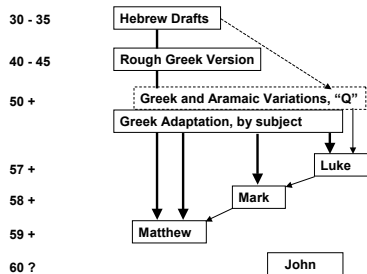 30 - 35 Hebrew Drafts
40 - 45 Rough Greek Version
50 + Greek and Aramaic Variations, “Q”
Greek Adaptation, by subject
57 + Luke
58 + Mark
59 + Matthew
60 ? John